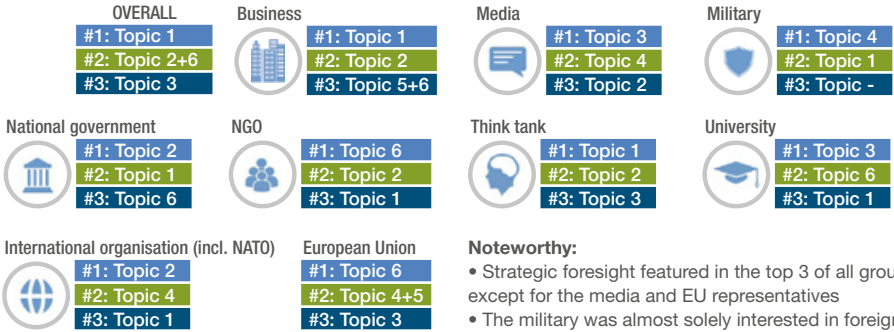 OVERALL
#1: Topic 1
#2: Topic 2+6
#3: Topic 3
Business
#1: Topic 1
#2: Topic 2
#3: Topic 5+6
Media
#1: Topic 3
#2: Topic 4
#3: Topic 2
Military
#1: Topic 4
#2: Topic 1
#3: Topic -
National government
#1: Topic 2
#2: Topic 1
#3: Topic 6
NGO
#1: Topic 6
#2: Topic 2
#3: Topic 1
Think tank
#1: Topic 1
#2: Topic 2
#3: Topic 3
University
#1: Topic 3
#2: Topic 6
#3: Topic 1
International organisation (incl. NATO)
#1: Topic 2
#2: Topic 4
#3: Topic 1
European Union
#1: Topic 6
#2: Topic 4+5
#3: Topic 3
Noteworthy:
• Strategic foresight featured in the top 3 of all grou
except for the media and EU representatives
• The military was almost solely interested in foreig